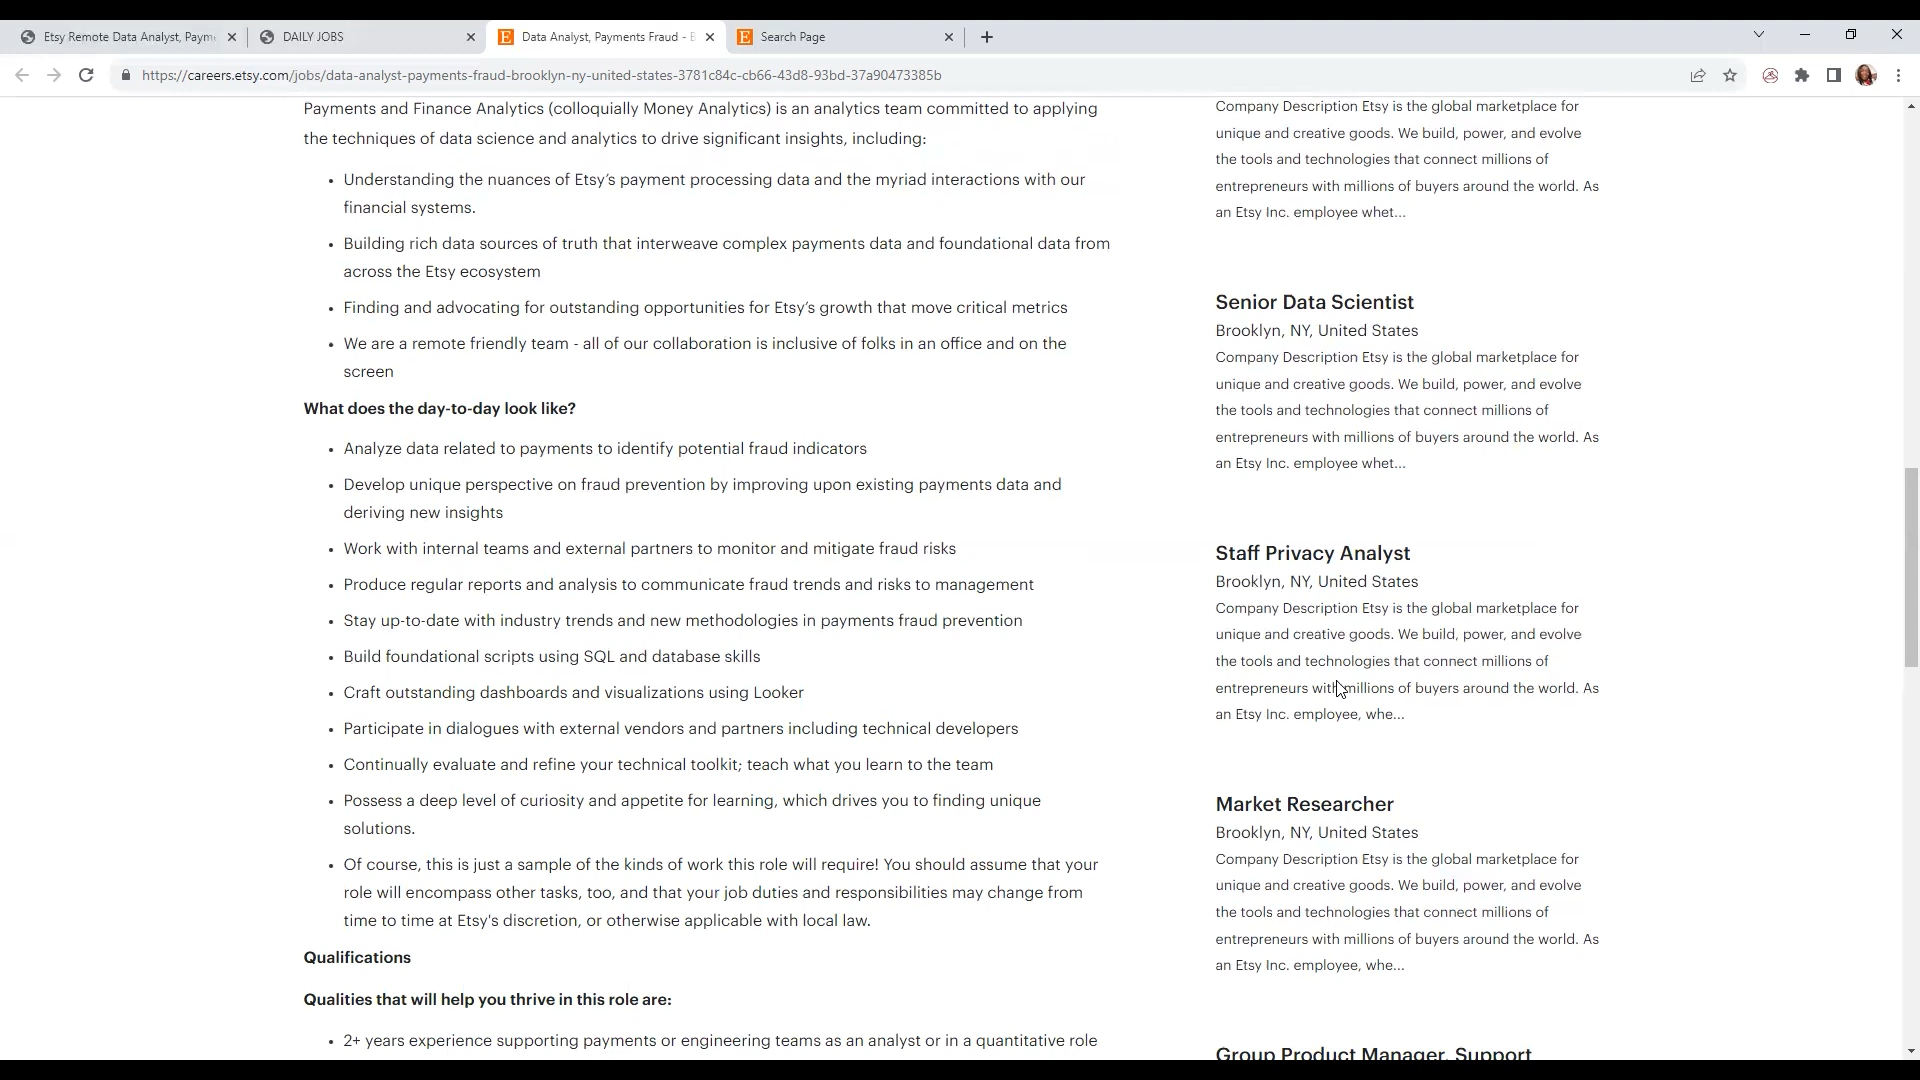 Etsy Remote Data Analyst, Paym
DAILY JOBS
Data Analyst, Payments Fraud - B
Search Page
https://careers.etsy.com/jobs/data-analyst-payments-fraud-brooklyn-ny-united-states-3781c84c-cb66-43d8-93bd-37a90473385b
Payments and Finance Analytics (colloquially Money Analytics) is an analytics team committed to applying
the techniques of data science and analytics to drive significant insights, including:
• Understanding the nuances of Etsy’s payment processing data and the myriad interactions with our
financial systems.
• Building rich data sources of truth that interweave complex payments data and foundational data from
across the Etsy ecosystem
• Finding and advocating for outstanding opportunities for Etsy’s growth that move critical metrics
• We are a remote friendly team - all of our collaboration is inclusive of folks in an office and on the
screen
What does the day-to-day look like?
• Analyze data related to payments to identify potential fraud indicators
• Develop unique perspective on fraud prevention by improving upon existing payments data and
deriving new insights
• Work with internal teams and external partners to monitor and mitigate fraud risks
• Produce regular reports and analysis to communicate fraud trends and risks to management
• Stay up-to-date with industry trends and new methodologies in payments fraud prevention
• Build foundational scripts using SQL and database skills
• Craft outstanding dashboards and visualizations using Looker
• Participate in dialogues with external vendors and partners including technical developers
• Continually evaluate and refine your technical toolkit; teach what you learn to the team
• Possess a deep level of curiosity and appetite for learning, which drives you to finding unique
solutions.
• Of course, this is just a sample of the kinds of work this role will require! You should assume that your
role will encompass other tasks, too, and that your job duties and responsibilities may change from
time to time at Etsy's discretion, or otherwise applicable with local law.
Qualifications
Qualities that will help you thrive in this role are:
• 2+ years experience supporting payments or engineering teams as an analyst or in a quantitative role
Company Description Etsy is the global marketplace for
unique and creative goods. We build, power, and evolve
the tools and technologies that connect millions of
entrepreneurs with millions of buyers around the world. As
an Etsy Inc. employee whet...
Senior Data Scientist
Brooklyn, NY, United States
Company Description Etsy is the global marketplace for
unique and creative goods. We build, power, and evolve
the tools and technologies that connect millions of
entrepreneurs with millions of buyers around the world. As
an Etsy Inc. employee whet...
Staff Privacy Analyst
Brooklyn, NY, United States
Company Description Etsy is the global marketplace for
unique and creative goods. We build, power, and evolve
the tools and technologies that connect millions of
entrepreneurs with millions of buyers around the world. As
an Etsy Inc. employee, whe...
Market Researcher
Brooklyn, NY, United States
Company Description Etsy is the global marketplace for
unique and creative goods. We build, power, and evolve
the tools and technologies that connect millions of
entrepreneurs with millions of buyers around the world. As
an Etsy Inc. employee, whe...
Group Product Manager, Support